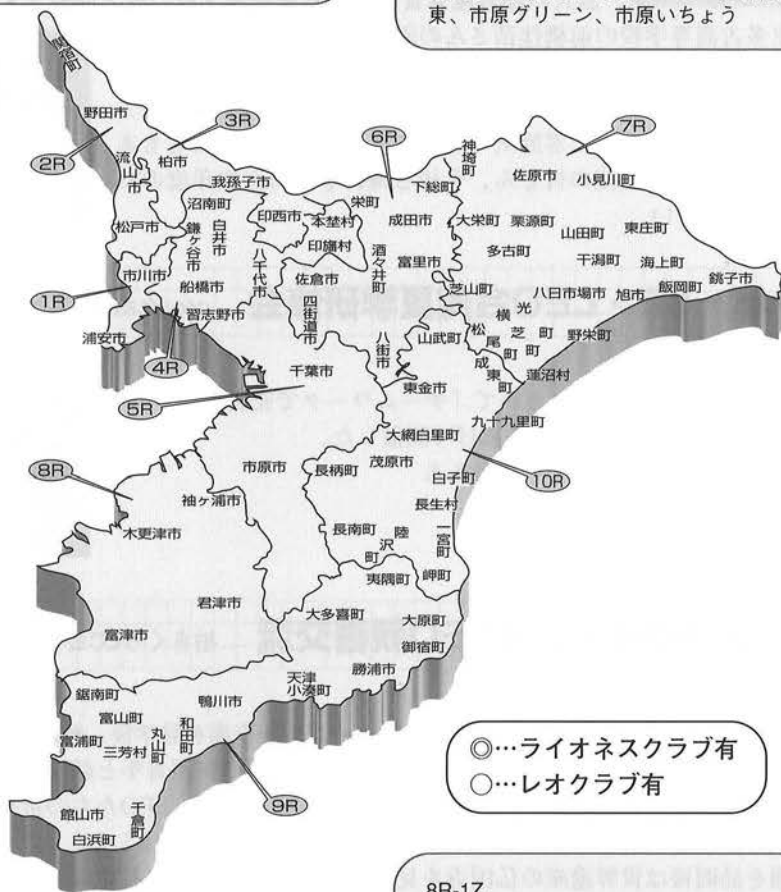 東、市原グリーン、市原いちょう
関宿町
野田市
2R
3R
流山市
柏市
我孫子市
沼南町
松戸市
鎌ヶ谷市
白井市
印西市
本埜村
印旛村
栄町
6R
下総町
成田市
神崎町
7R
佐原市
小見川町
大栄町
栗源町
山田町
東庄町
多古町
干潟町
海上町
酒々井町
富里市
芝山町
八日市場市
旭市
飯岡町
銚子市
市川市
1R
船橋市
八千代市
佐倉市
四街道市
習志野市
浦安市
4R
八街市
山武町
松尾町
横芝町
光町
野栄町
成東町
蓮沼村
千葉市
5R
東金市
九十九里町
大網白里町
10R
8R
市原市
長柄町
茂原市
白子町
袖ヶ浦市
長生村
木更津市
長南町
睦沢町
一宮町
夷隅町
岬町
君津市
大多喜町
大原町
富津市
御宿町
勝浦市
天津小湊町
鋸南町
鴨川市
富山町
和田町
富浦町
三芳村
丸山町
9R
館山市
千倉町
白浜町
◎…ライオネスクラブ有
○…レオクラブ有
8R-1Z